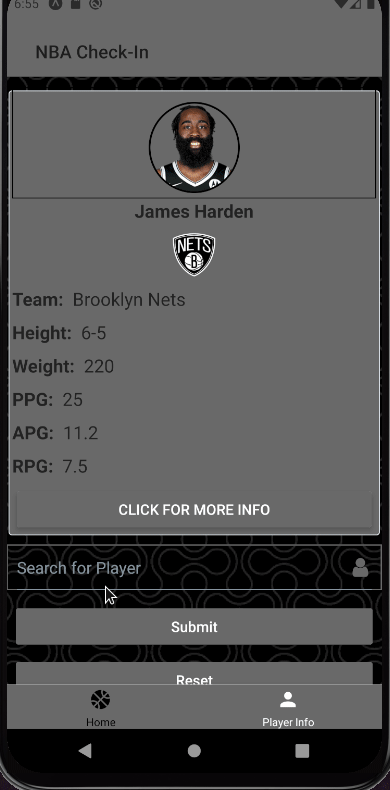 6:55
NBA Check-In
James Harden
NETS
B
Team: Brooklyn Nets
Height: 6-5
Weight: 220
PPG: 25
APG: 11.2
RPG: 7.5
CLICK FOR MORE INFO
Search for Player
Submit
Reset
Home
Player Info